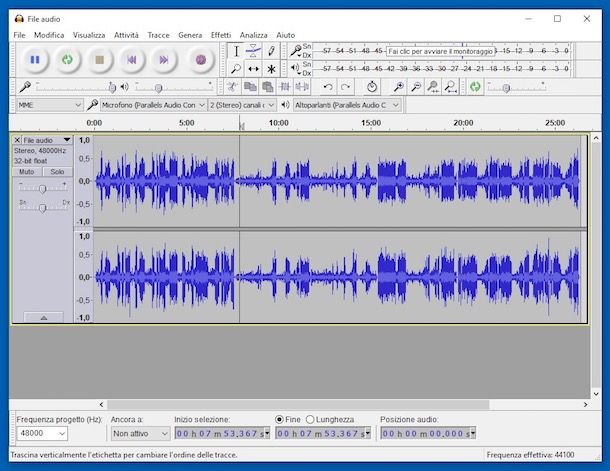 File audio
File Modifica Visualizza Attività Tracce Genera Effetti Analizza Aiuto
Sn Dx -57 -54 -51 -48 -45 Fai clic per avviare il monitoraggio -12 -9 -6 -3 0
Sn Dx -57 -54 -51 -48 -45 -42 -39 -36 -33 -30 -27 -24 -21 -18 -15 -12 -9 -6 -3 0
MME Microfono (Parallels Audio Con 2 (Stereo) canali Altoparlanti (Parallels Audio C
0:00 5:00 10:00 15:00 20:00 25:00
File audio
Stereo, 48000Hz
32-bit float
Muto Solo
- +
Sn Dx
1,0
0,5
0,0
-0,5
-1,0
1,0
0,5
0,0
-0,5
-1,0
Frequenza progetto (Hz): Ancora a: Inizio selezione: Fine Lunghezza Posizione audio:
48000 Non attivo 00 h 07 m 53,367 s 00 h 07 m 53,367 s 00 h 00 m 00,000 s
Trascina verticalmente l'etichetta per cambiare l'ordine delle tracce. Frequenza effettiva: 44100